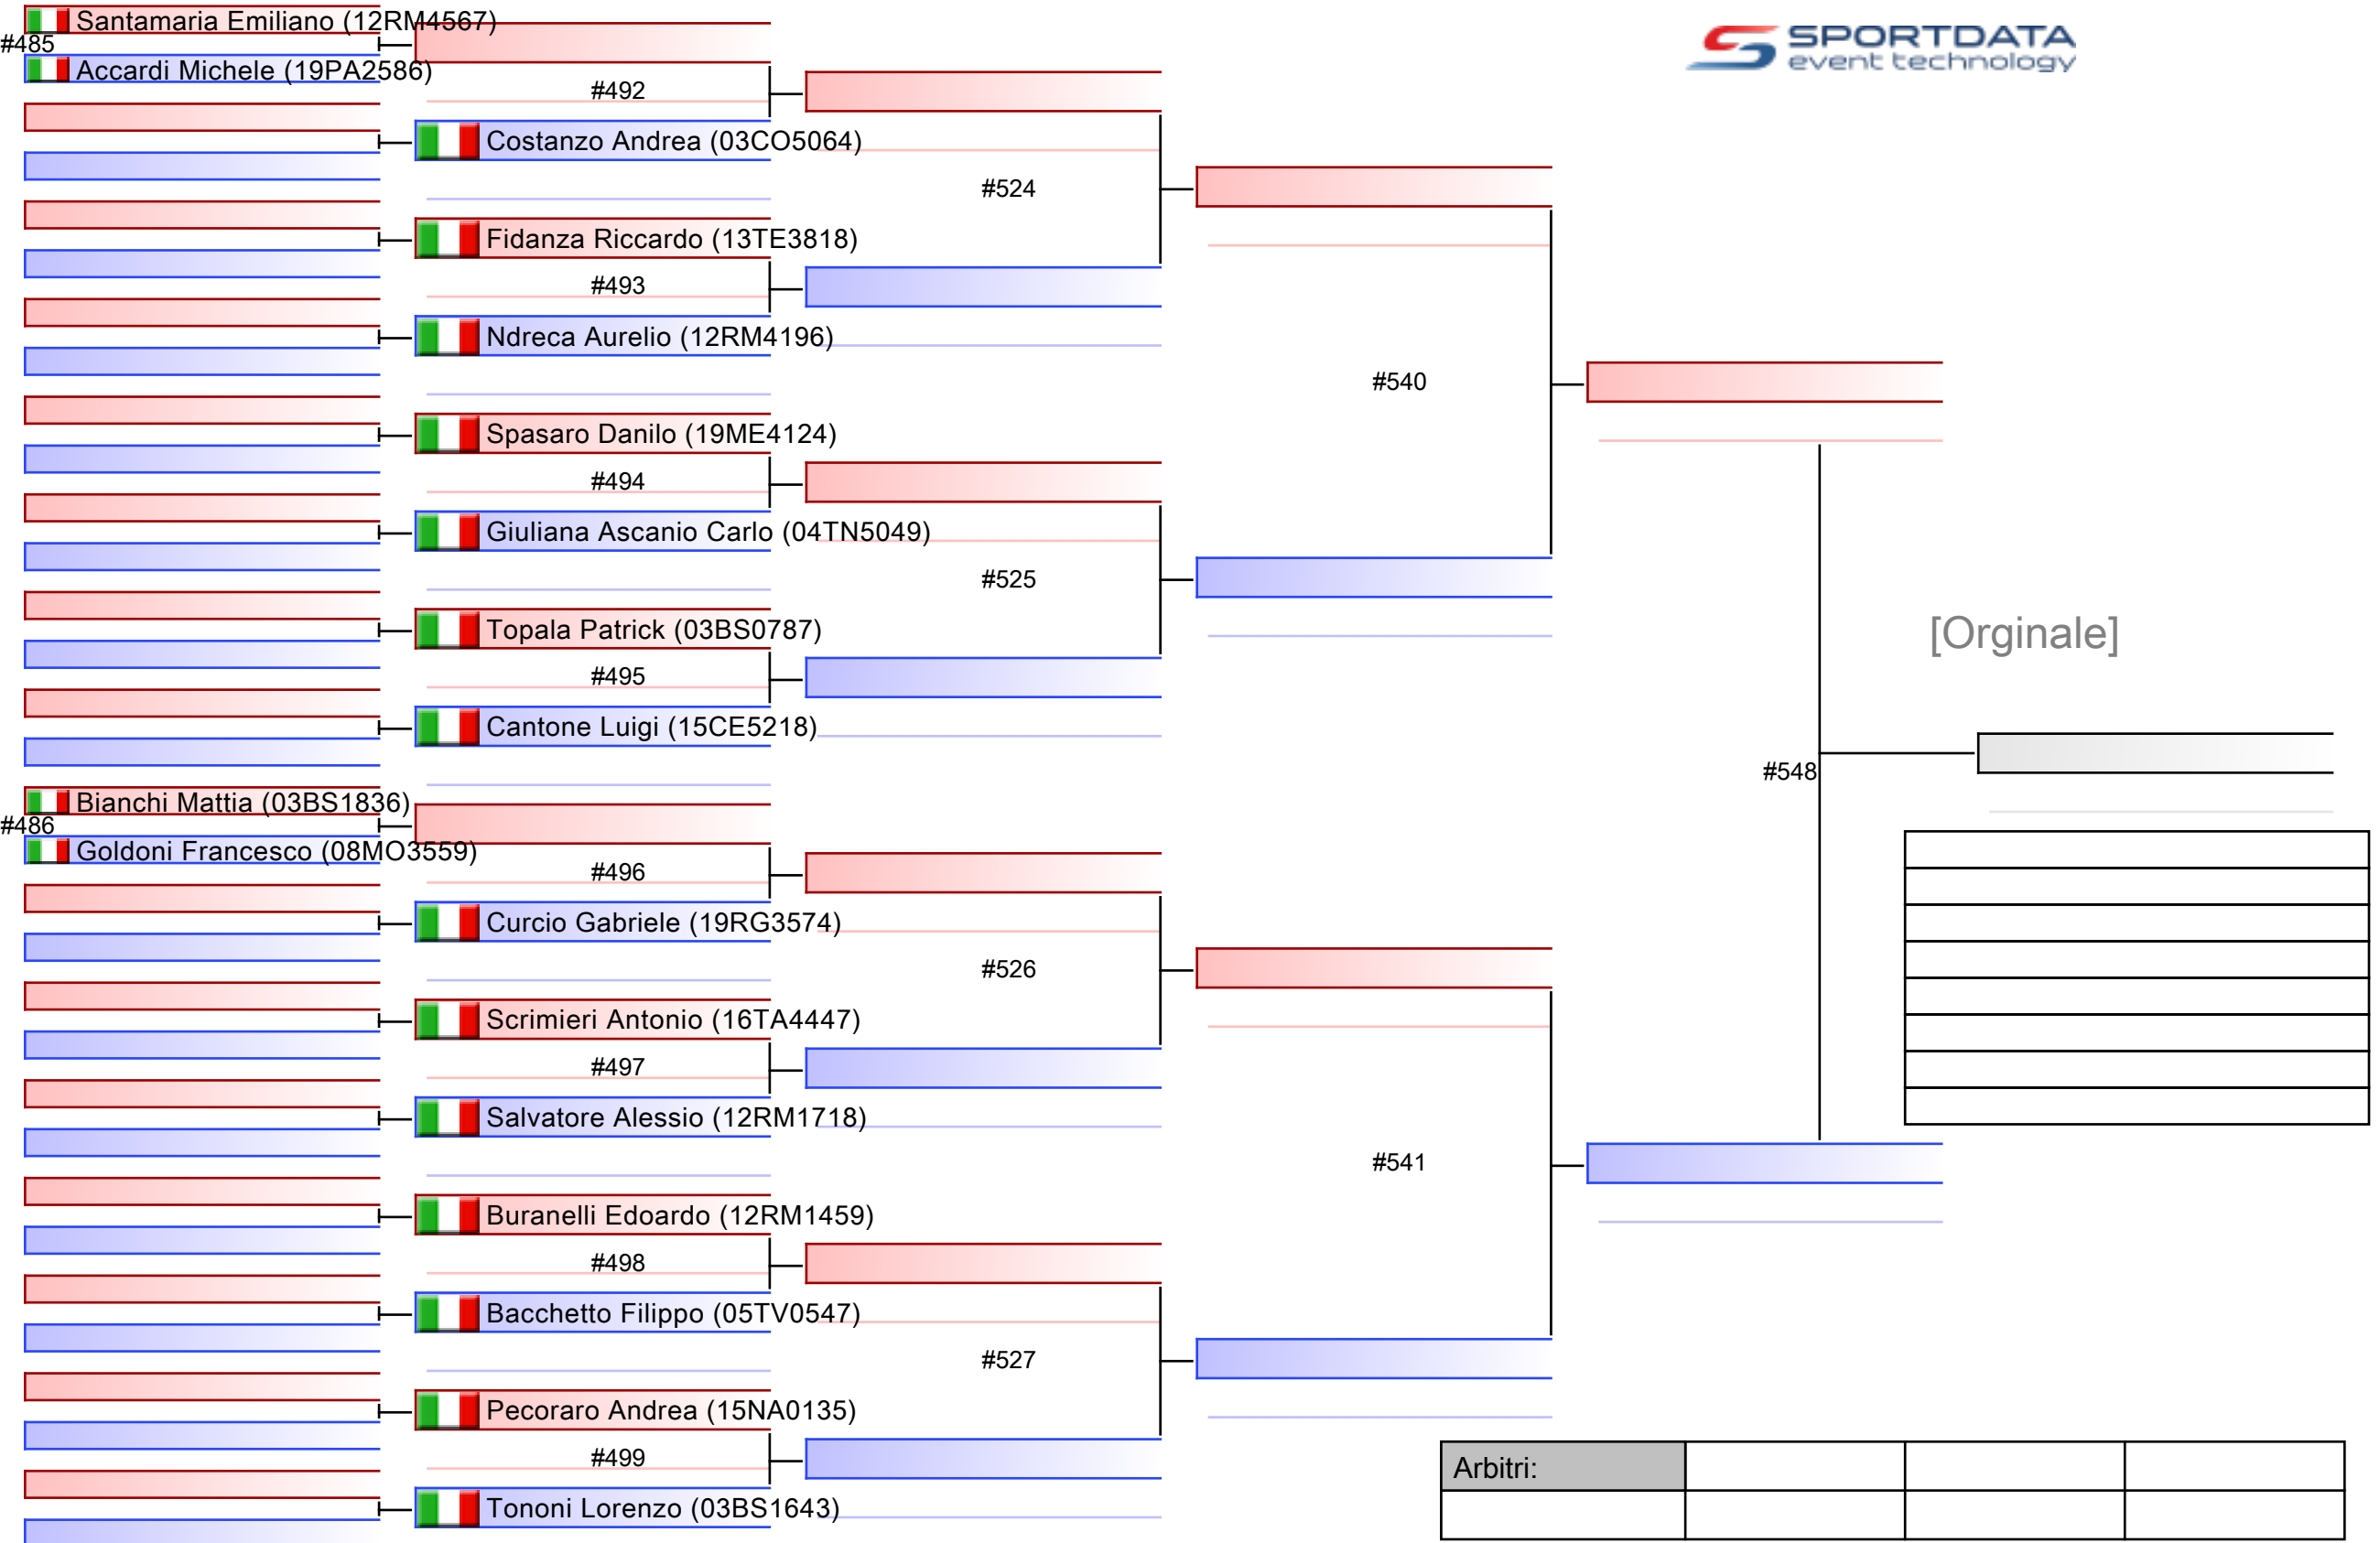 Santamaria Emiliano (12RM4567)
#485
Accardi Michele (19PA2586)
SPORTDATA
event technology
#492
Costanzo Andrea (03CO5064)
#524
Fidanza Riccardo (13TE3818)
#493
Ndreca Aurelio (12RM4196)
#540
Spasaro Danilo (19ME4124)
#494
Giuliana Ascanio Carlo (04TN5049)
#525
Topala Patrick (03BS0787)
[Orginale]
#495
Cantone Luigi (15CE5218)
#548
Bianchi Mattia (03BS1836)
#486
Goldoni Francesco (08MO3559)
#496
Curcio Gabriele (19RG3574)
#526
Scrimieri Antonio (16TA4447)
#497
Salvatore Alessio (12RM1718)
#541
Buranelli Edoardo (12RM1459)
#498
Bacchetto Filippo (05TV0547)
#527
Pecoraro Andrea (15NA0135)
#499
Arbitri:
Tononi Lorenzo (03BS1643)